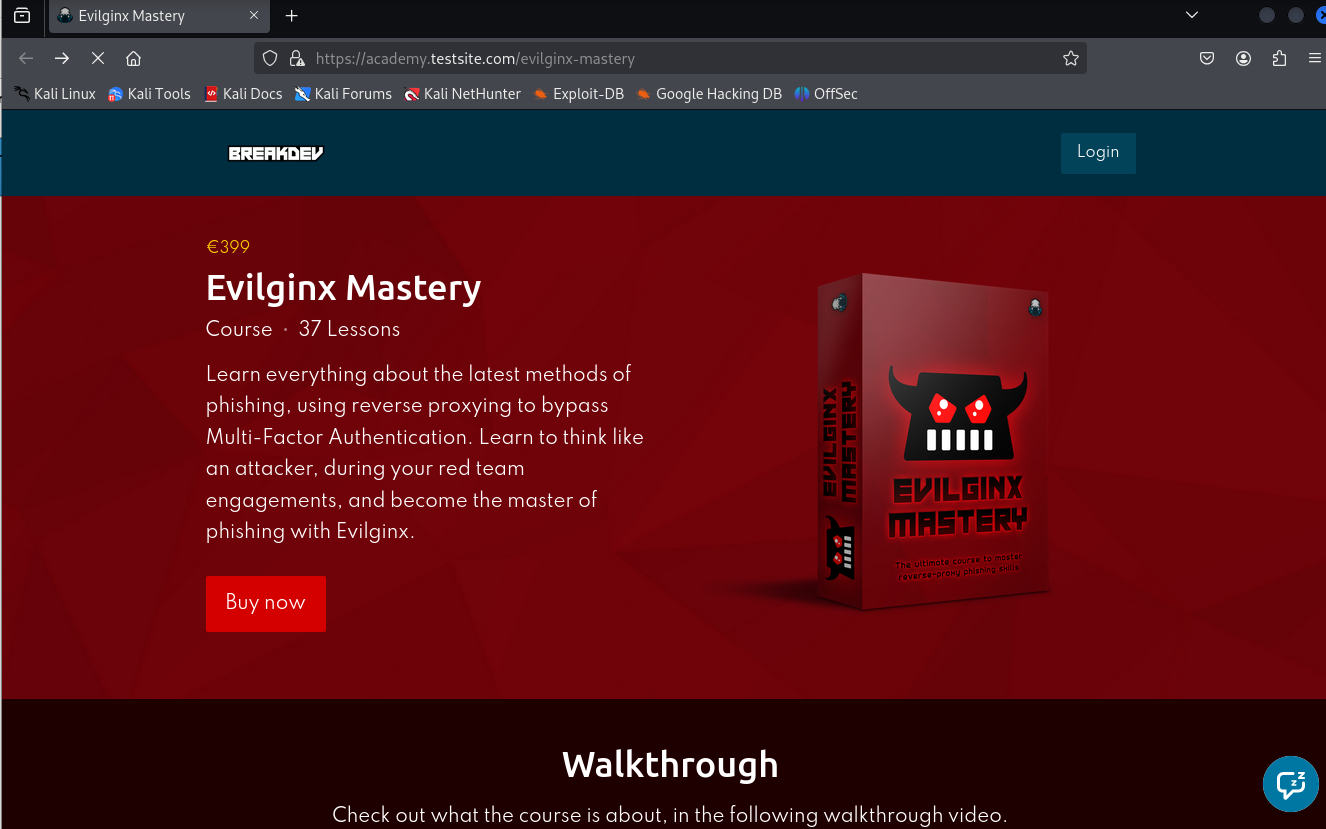 Evilginx Mastery
https://academy.testsite.com/evilginx-mastery
Kali Linux Kali Tools Kali Docs Kali Forums Kali NetHunter Exploit-DB Google Hacking DB OffSec
BREAKDEV
Login
€399
Evilginx Mastery
Course • 37 Lessons
Learn everything about the latest methods of
phishing, using reverse proxying to bypass
Multi-Factor Authentication. Learn to think like
an attacker, during your red team
engagements, and become the master of
phishing with Evilginx.
Buy now
EVILGINX
MASTERY
EVILGINX
MASTERY
The ultimate course to master
reverse-proxy phishing skills
Walkthrough
Check out what the course is about, in the following walkthrough video.
z z z